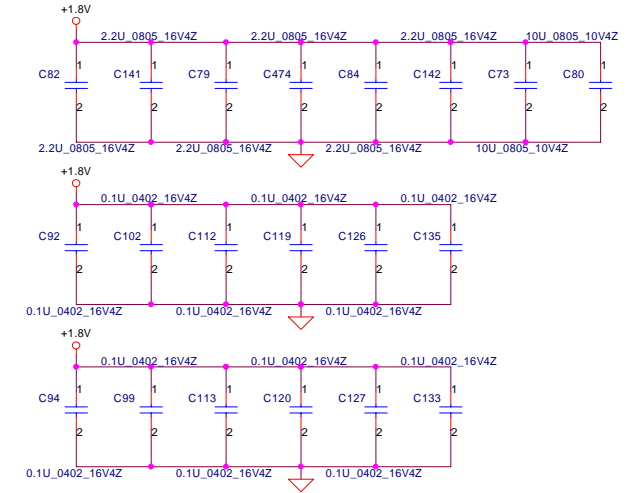 +1.8V
2.2U_0805_16V4Z 2.2U_0805_16V4Z 2.2U_0805_16V4Z 10U_0805_10V4Z
1 1 1 1 1 1 1 1
C82 C141 C79 C474 C84 C142 C73 C80
2 2 2 2 2 2 2 2
2.2U_0805_16V4Z 2.2U_0805_16V4Z 2.2U_0805_16V4Z 10U_0805_10V4Z
+1.8V
0.1U_0402_16V4Z 0.1U_0402_16V4Z 0.1U_0402_16V4Z
1 1 1 1 1 1
C92 C102 C112 C119 C126 C135
2 2 2 2 2 2
0.1U_0402_16V4Z 0.1U_0402_16V4Z 0.1U_0402_16V4Z
+1.8V
0.1U_0402_16V4Z 0.1U_0402_16V4Z 0.1U_0402_16V4Z
1 1 1 1 1 1
C94 C99 C113 C120 C127 C133
2 2 2 2 2 2
0.1U_0402_16V4Z 0.1U_0402_16V4Z 0.1U_0402_16V4Z